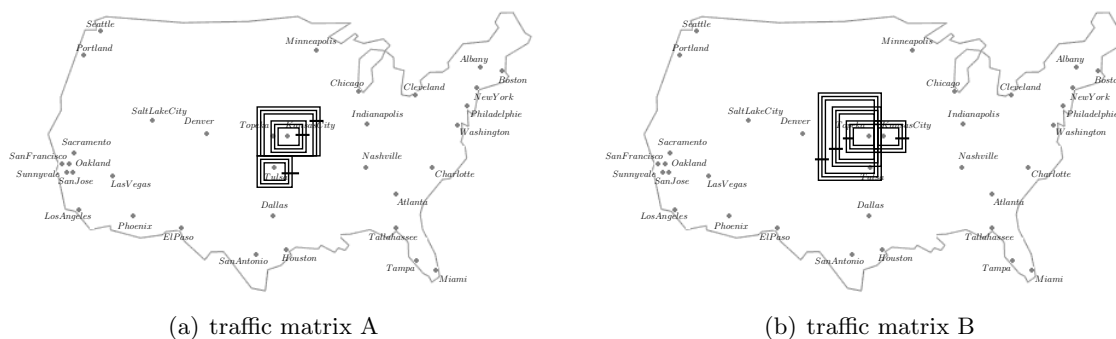 Seattle
Portland
Minneapolis
Albany
Boston
Chicago
Cleveland
NewYork
Philadelphie
SaltLakeCity
Denver
Topeka
KansasCity
Indianapolis
Washington
Sacramento
SanFrancisco
Oakland
Sunnyvale
SanJose
LasVegas
Tulsa
Nashville
Charlotte
LosAngeles
Phoenix
ElPaso
Dallas
Atlanta
Tallahassee
SanAntonio
Houston
Tampa
Miami
(a) traffic matrix A
Seattle
Portland
Minneapolis
Albany
Boston
Chicago
Cleveland
NewYork
Philadelphie
SaltLakeCity
Denver
Topeka
KansasCity
Indianapolis
Washington
Sacramento
SanFrancisco
Oakland
Sunnyvale
SanJose
LasVegas
Tulsa
Nashville
Charlotte
LosAngeles
Phoenix
ElPaso
Dallas
Atlanta
Tallahassee
SanAntonio
Houston
Tampa
Miami
(b) traffic matrix B